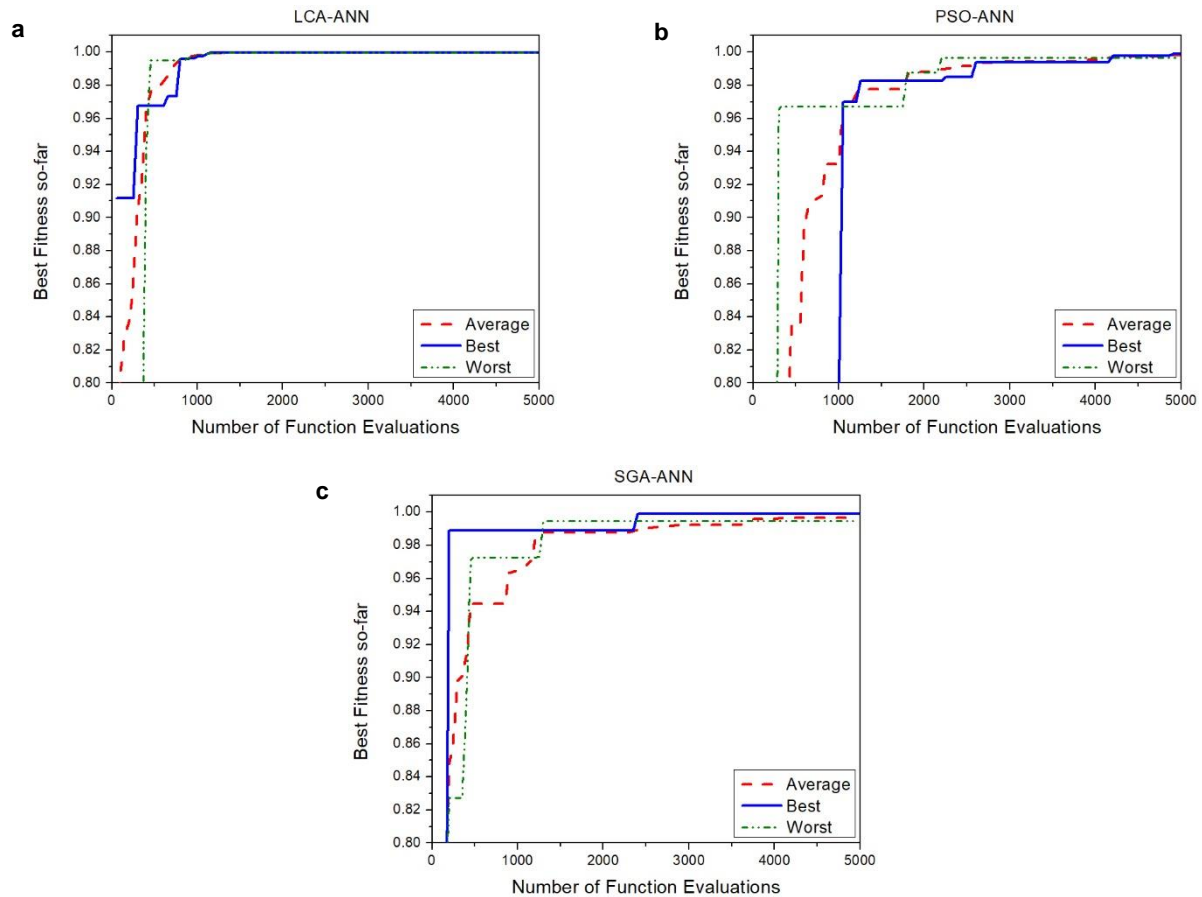 a
LCA-ANN
1.00
0.98
0.96
0.94
0.92
0.90
0.88
0.86
0.84
0.82
0.80
Best Fitness so-far
Average
Best
Worst
0 1000 2000 3000 4000 5000
Number of Function Evaluations
b
PSO-ANN
1.00
0.98
0.96
0.94
0.92
0.90
0.88
0.86
0.84
0.82
0.80
Best Fitness so-far
Average
Best
Worst
0 1000 2000 3000 4000 5000
Number of Function Evaluations
c
SGA-ANN
1.00
0.98
0.96
0.94
0.92
0.90
0.88
0.86
0.84
0.82
0.80
Best Fitness so-far
Average
Best
Worst
0 1000 2000 3000 4000 5000
Number of Function Evaluations